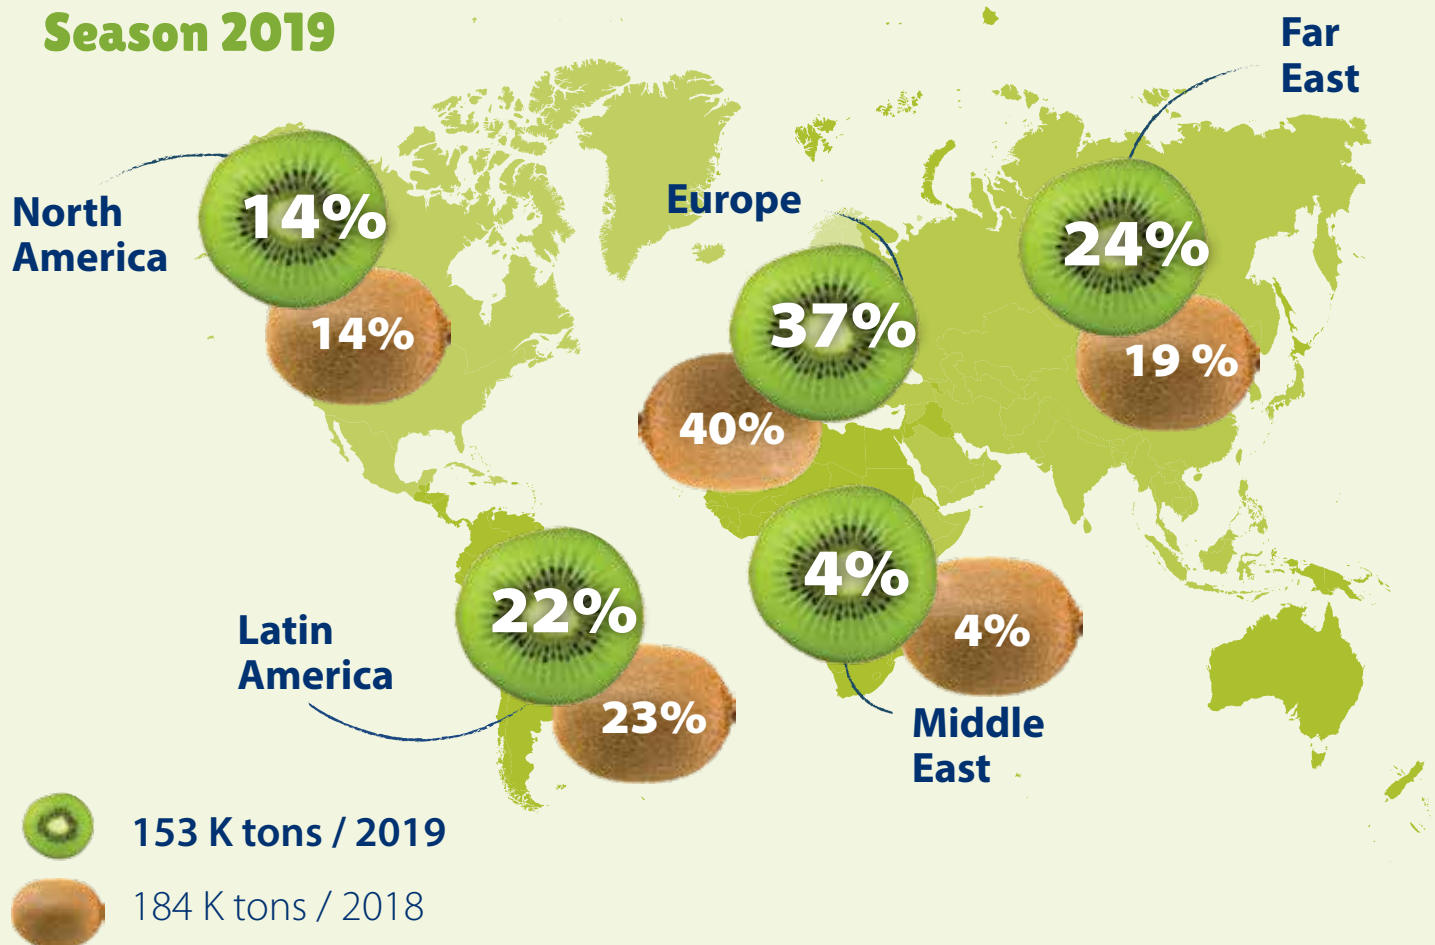 Season 2019
Far
East
North
America
14%
14%
Europe
37%
40%
24%
19 %
Latin
America
22%
23%
4%
4%
Middle
East
153 K tons / 2019
184 K tons / 2018